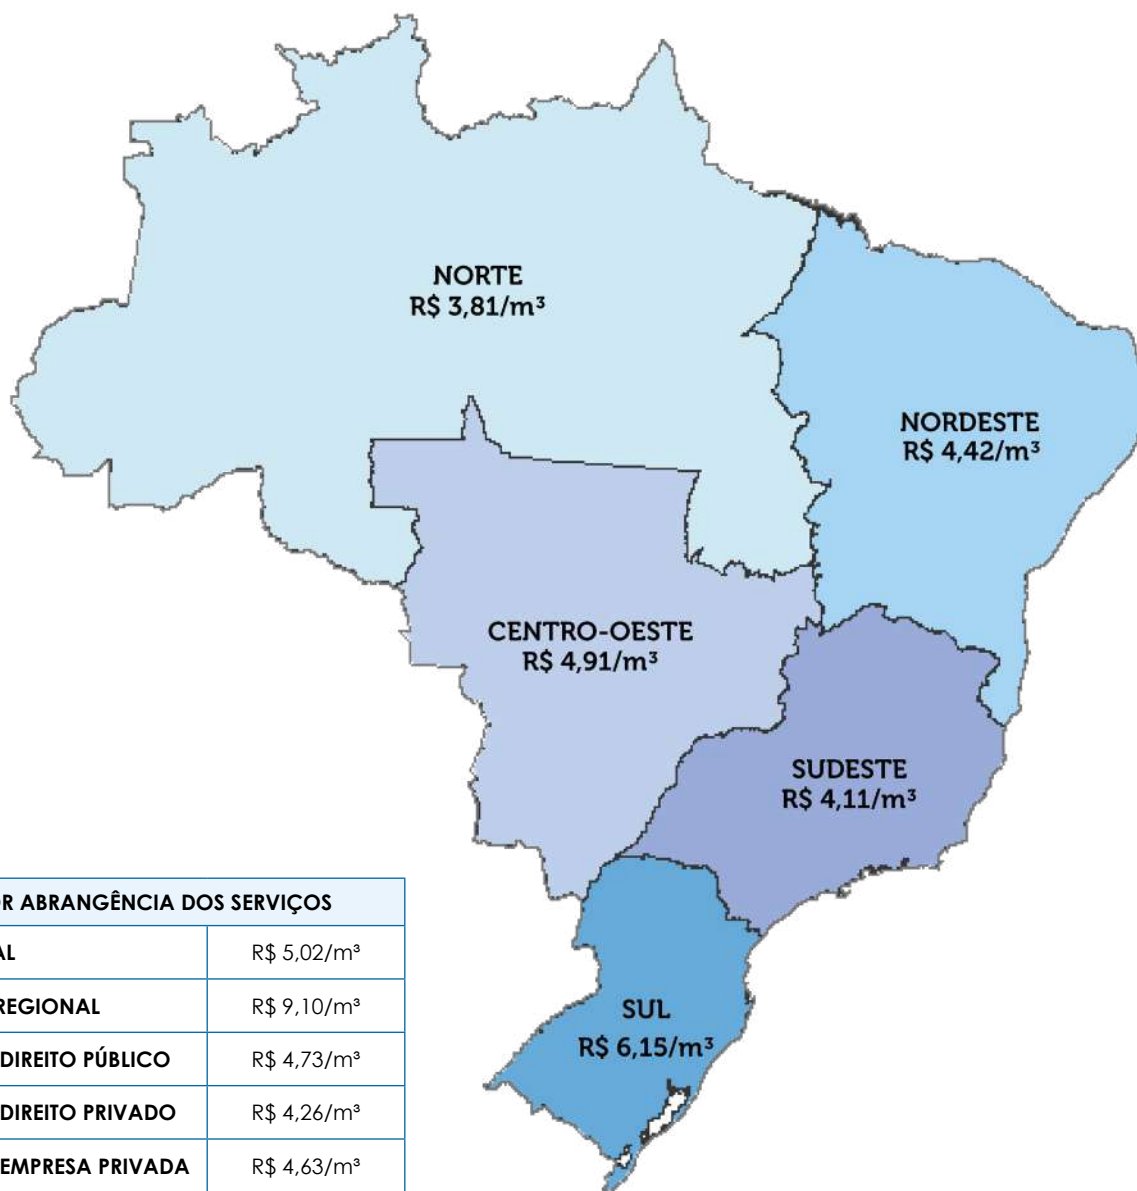 NORTE
R$ 3,81/m³
NORDESTE
R$ 4,42/m³
CENTRO-OESTE
R$ 4,91/m³
SUDESTE
R$ 4,11/m³
SUL
R$ 6,15/m³
ABRANGÊNCIA DOS SERVIÇOS
R$ 5,02/m³
REGIONAL R$ 9,10/m³
DIREITO PÚBLICO R$ 4,73/m³
DIREITO PRIVADO R$ 4,26/m³
EMPRESA PRIVADA R$ 4,63/m³